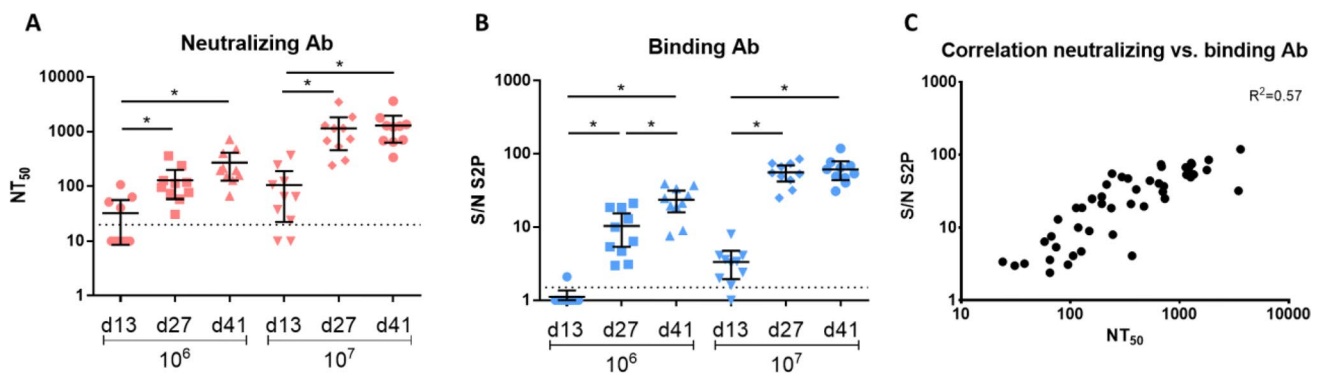 A
Neutralizing Ab
NT50
10000
1000
100
10
1
* * * *
d13 d27 d41 d13 d27 d41
10^6 10^7
B
Binding Ab
S/N S2P
1000
100
10
1
* * * * *
d13 d27 d41 d13 d27 d41
10^6 10^7
C
Correlation neutralizing vs. binding Ab
R^2=0.57
S/N S2P
1000
100
10
1
10 100 1000 10000
NT50